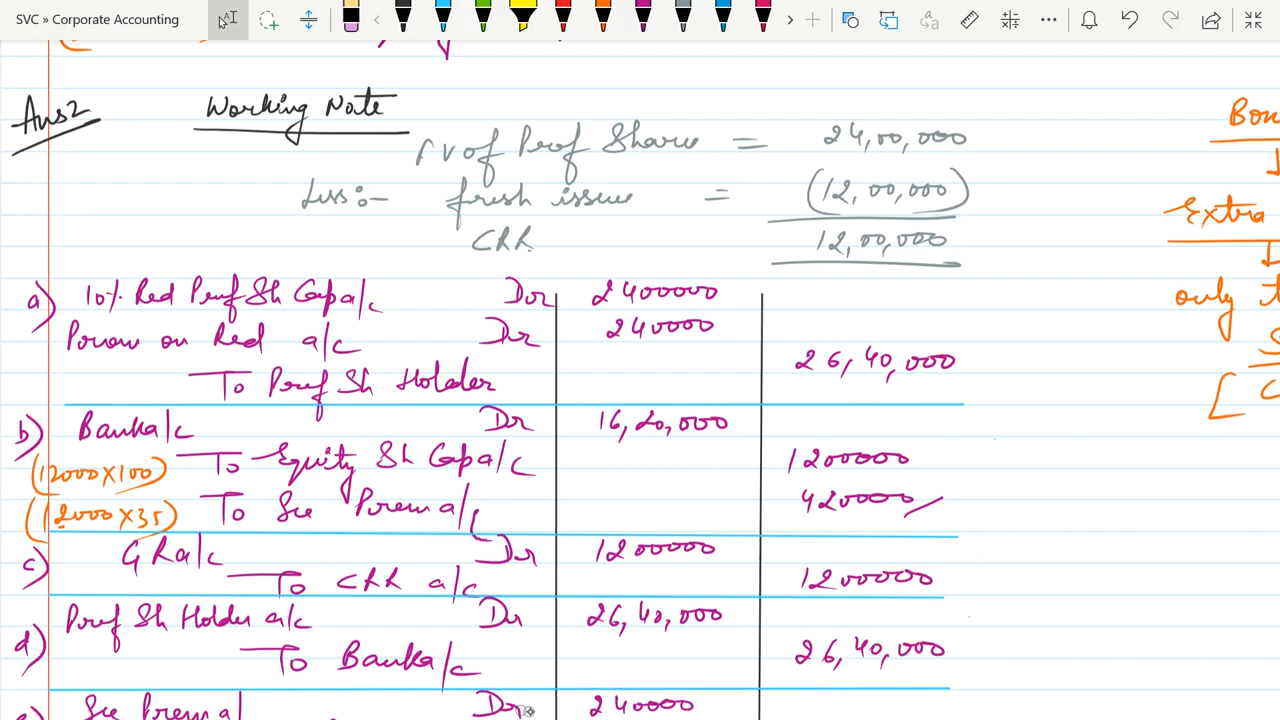 SVC » Corporate Accounting
Ans 2 Working Note
FV of Pref Share = 24,00,000
Less:- fresh issue = (12,00,000)
CRR 12,00,000
Bon
Extra
only
a) 10% Red Pref Sh Cap a/c Dr 2400000
on Red a/c Dr 240000
To Pref Sh Holder 26,40,000
b) Bank a/c Dr 16,20,000
(12000×100) To Equity Sh Cap a/c 1200000
(12000×35) To Sec Prem a/c 420000
c) GR a/c Dr 1200000
To CRR a/c 1200000
d) Pref Sh Holder a/c Dr 26,40,000
To Bank a/c 26,40,000
Sec Prem a/ Dr 240000